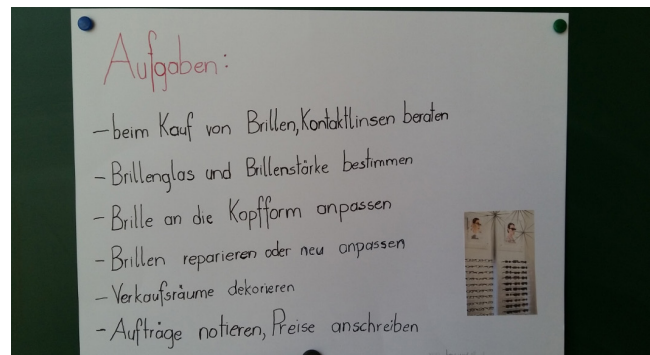 Aufgaben:
- beim Kauf von Brillen, Kontaktlinsen beraten
- Brillenglas und Brillenstärke bestimmen
- Brille an die Kopfform anpassen
- Brillen reparieren oder neu anpassen
- Verkaufsräume dekorieren
- Aufträge notieren, Preise anschreiben